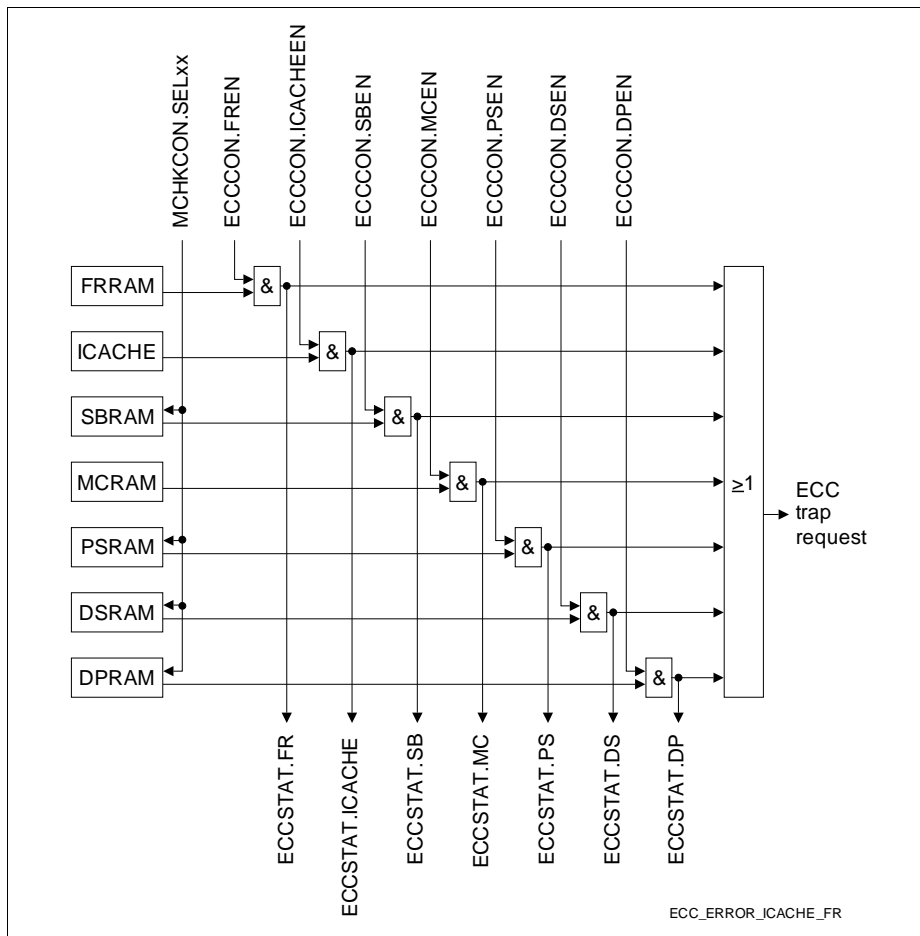 MCHKCON.SELxx
ECCCON.FREN
ECCCON.ICACHEEN
ECCCON.SBEN
ECCCON.MCEN
ECCCON.PSEN
ECCCON.DSEN
ECCCON.DPEN
FRRAM
&
ICACHE
&
SBRAM
&
MCRAM
&
≥1
ECC
trap
request
PSRAM
&
DSRAM
&
DPRAM
&
ECCSTAT.FR
ECCSTAT.ICACHE
ECCSTAT.SB
ECCSTAT.MC
ECCSTAT.PS
ECCSTAT.DS
ECCSTAT.DP
ECC_ERROR_ICACHE_FR